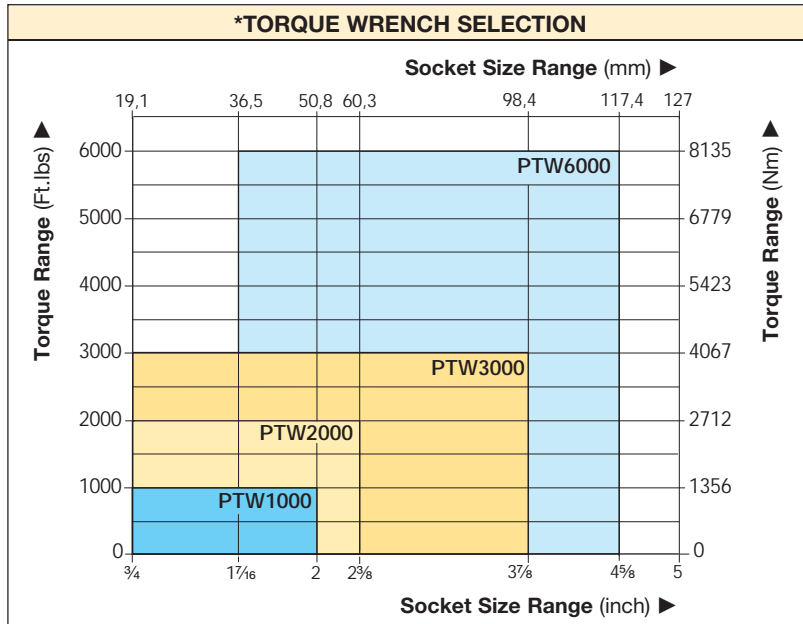 *TORQUE WRENCH SELECTION
Socket Size Range (mm) ►
19,1 36,5 50,8 60,3 98,4 117,4 127
Torque Range (Ft.lbs) ►
Torque Range (Nm) ►
6000 8135
PTW6000
5000 6779
4000 5423
3000 4067
PTW3000
2000 2712
PTW2000
1000 1356
PTW1000
0 0
¾ 1⁷⁄₁₆ 2 2⅜ 3⅞ 4⅝ 5
Socket Size Range (inch) ►